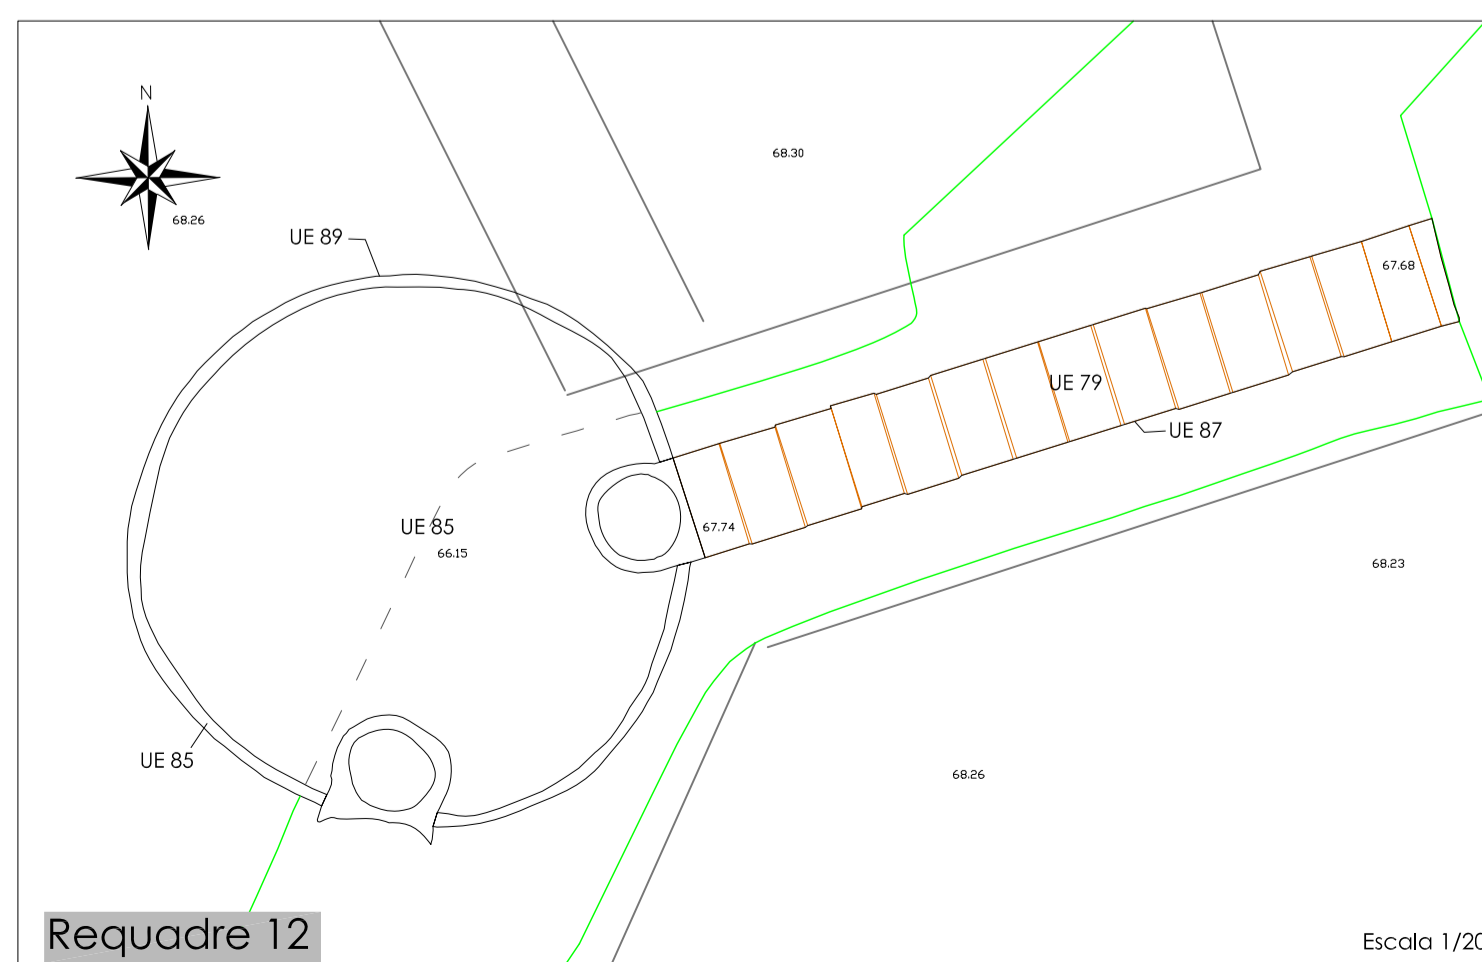 N
68.30
68.26
UE 89
67.68
UE 79
UE 87
UE 85
67.74
66.15
68.23
UE 85
68.26
Requadre 12
Escala 1/20